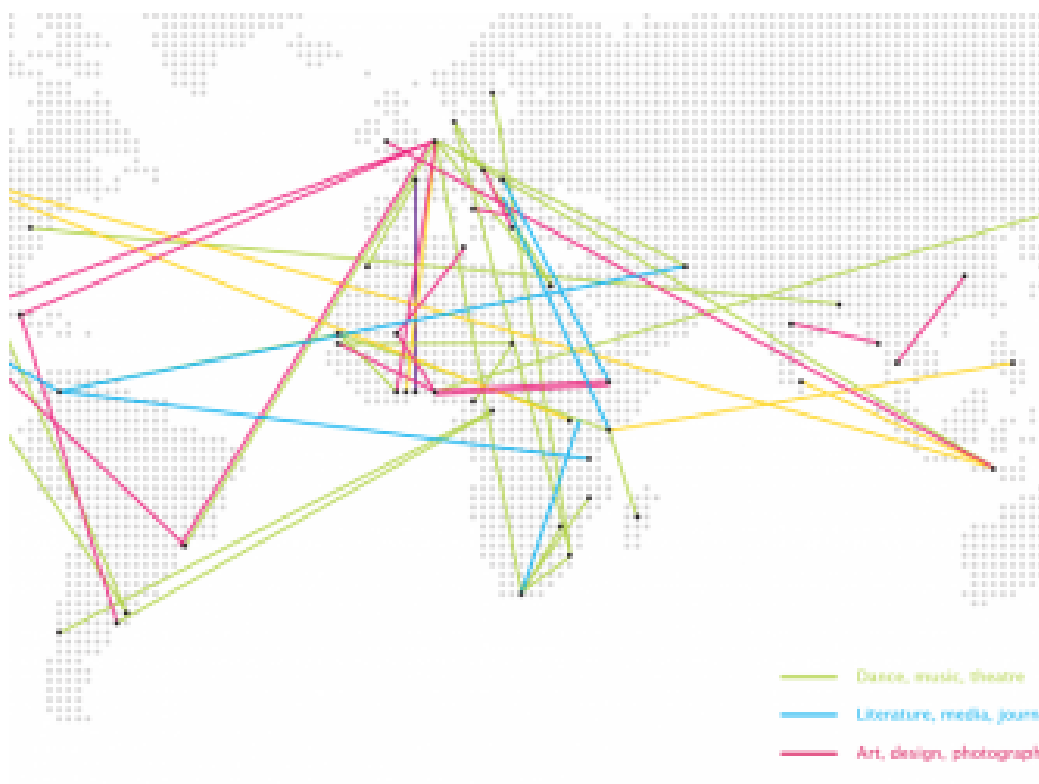 Dance, music, theatre
Literature, media, journ
Art, design, photograph